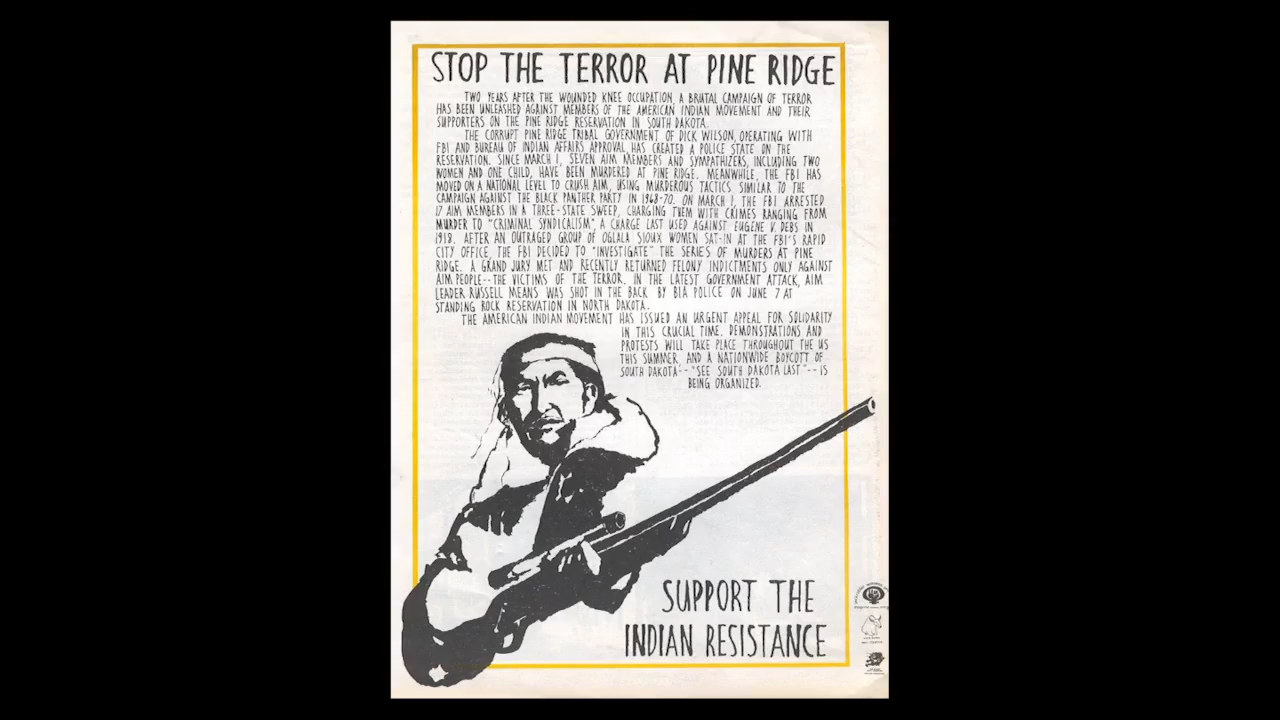 STOP THE TERROR AT PINE RIDGE
TWO YEARS AFTER THE WOUNDED KNEE OCCUPATION, A BRUTAL CAMPAIGN OF TERROR
HAS BEEN UNLEASHED AGAINST MEMBERS OF THE AMERICAN INDIAN MOVEMENT AND THEIR
SUPPORTERS ON THE PINE RIDGE RESERVATION IN SOUTH DAKOTA.
THE CORRUPT PINE RIDGE TRIBAL GOVERNMENT OF DICK WILSON, OPERATING WITH
FBI AND BUREAU OF INDIAN AFFAIRS APPROVAL, HAS CREATED A POLICE STATE ON THE
RESERVATION. SINCE MARCH 1, SEVEN AIM MEMBERS AND SYMPATHIZERS, INCLUDING TWO
WOMEN AND ONE CHILD, HAVE BEEN MURDERED AT PINE RIDGE. MEANWHILE, THE FBI HAS
MOVED ON A NATIONAL LEVEL TO CRUSH AIM, USING MURDEROUS TACTICS SIMILAR TO THE
CAMPAIGN AGAINST THE BLACK PANTHER PARTY IN 1968-70. ON MARCH 1, THE FBI ARRESTED
17 AIM MEMBERS IN A THREE-STATE SWEEP, CHARGING THEM WITH CRIMES RANGING FROM
MURDER TO "CRIMINAL SYNDICALISM", A CHARGE LAST USED AGAINST EUGENE V. DEBS IN
1918. AFTER AN OUTRAGED GROUP OF OGLALA SIOUX WOMEN SAT-IN AT THE FBI'S RAPID
CITY OFFICE, THE FBI DECIDED TO "INVESTIGATE" THE SERIES OF MURDERS AT PINE
RIDGE. A GRAND JURY MET AND RECENTLY RETURNED FELONY INDICTMENTS ONLY AGAINST
AIM PEOPLE--THE VICTIMS OF THE TERROR. IN THE LATEST GOVERNMENT ATTACK, AIM
LEADER RUSSELL MEANS WAS SHOT IN THE BACK BY BIA POLICE ON JUNE 7 AT
STANDING ROCK RESERVATION IN NORTH DAKOTA.
THE AMERICAN INDIAN MOVEMENT HAS ISSUED AN URGENT APPEAL FOR SOLIDARITY
IN THIS CRUCIAL TIME. DEMONSTRATIONS AND
PROTESTS WILL TAKE PLACE THROUGHOUT THE US
THIS SUMMER, AND A NATIONWIDE BOYCOTT OF
SOUTH DAKOTA--"SEE SOUTH DAKOTA LAST"--IS
BEING ORGANIZED.
SUPPORT THE
INDIAN RESISTANCE